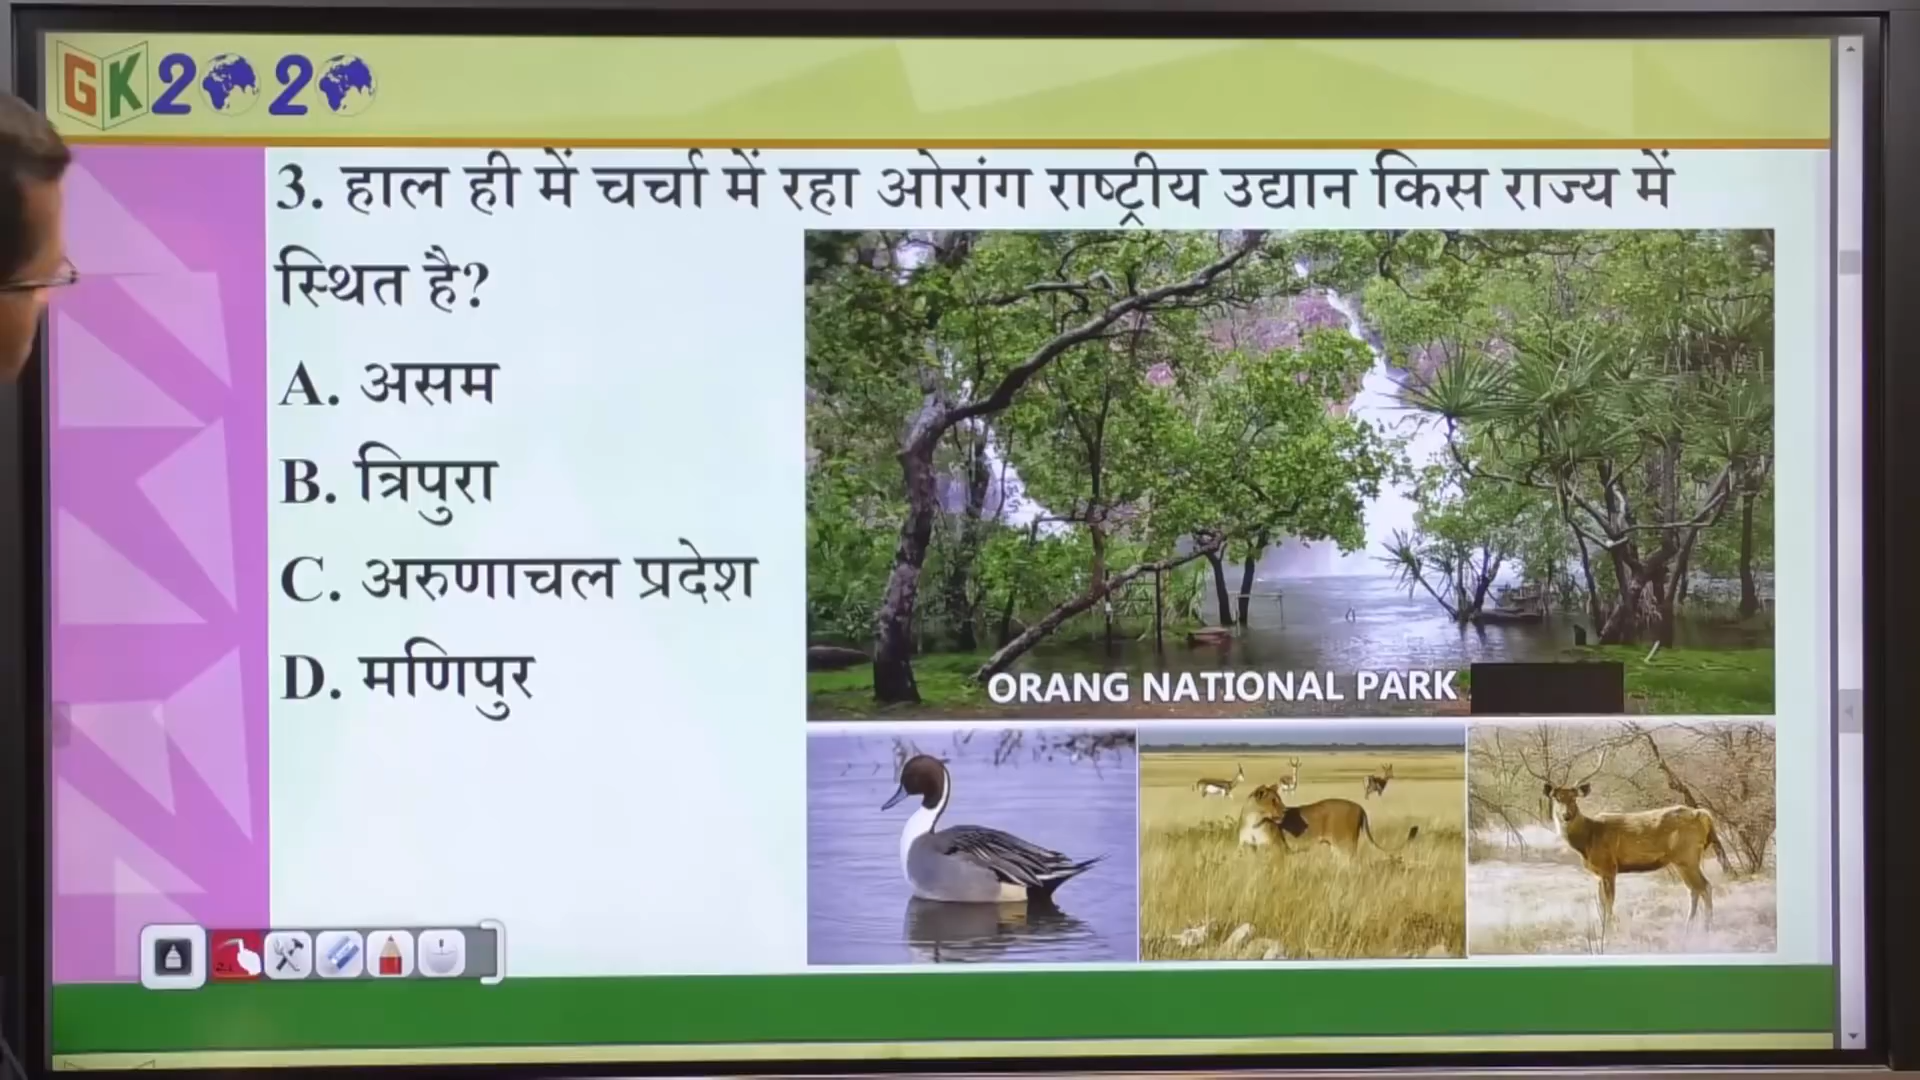 GK2020
3. हाल ही में चर्चा में रहा ओरांग राष्ट्रीय उद्यान किस राज्य में
स्थित है?
A. असम
B. त्रिपुरा
C. अरुणाचल प्रदेश
D. मणिपुर
ORANG NATIONAL PARK